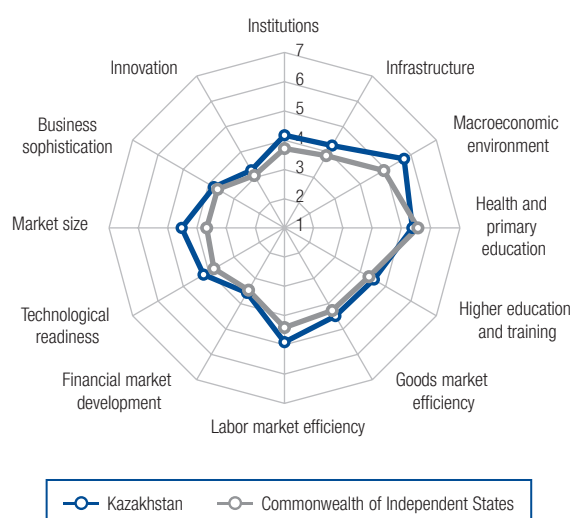 Institutions
7
6
5
4
3
2
1
Infrastructure
Macroeconomic
environment
Health and
primary
education
Higher education
and training
Goods market
efficiency
Labor market efficiency
Financial market
development
Technological
readiness
Market size
Business
sophistication
Innovation
Kazakhstan
Commonwealth of Independent States